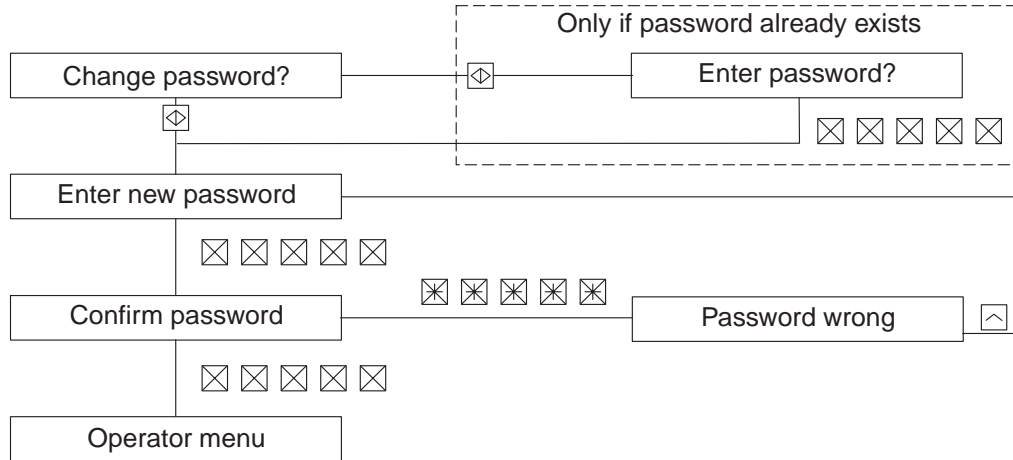 Only if password already exists
Change password?
Enter password?
Enter new password
Confirm password
Password wrong
Operator menu